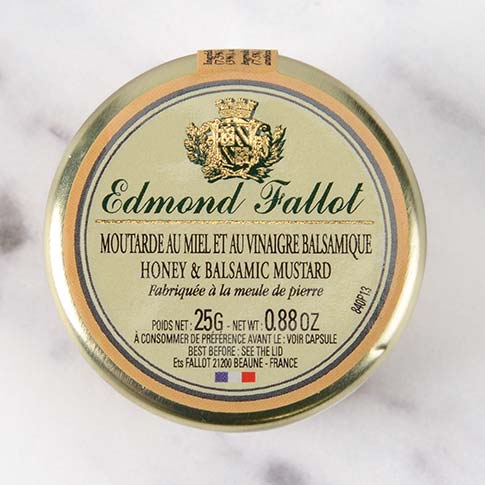 Edmond Fallot
MOUTARDE AU MIEL ET AU VINAIGRE BALSAMIQUE
HONEY & BALSAMIC MUSTARD
Fabriquée à la meule de pierre
POIDS NET : 25G - NET WT : 0.88 OZ
À CONSOMMER DE PRÉFÉRENCE AVANT LE : VOIR CAPSULE
BEST BEFORE : SEE THE LID
Ets FALLOT 21200 BEAUNE - FRANCE
840P13